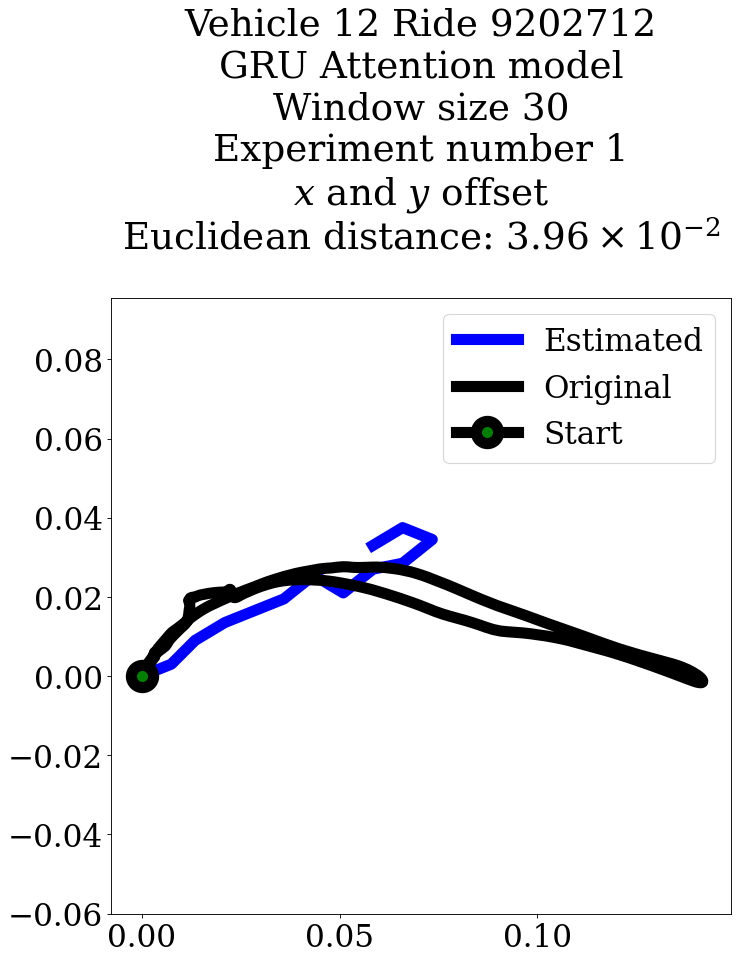 Vehicle 12 Ride 9202712
GRU Attention model
Window size 30
Experiment number 1
x and y offset
Euclidean distance: 3.96 × 10⁻²
Estimated
Original
Start
0.08
0.06
0.04
0.02
0.00
−0.02
−0.04
−0.06
0.00 0.05 0.10